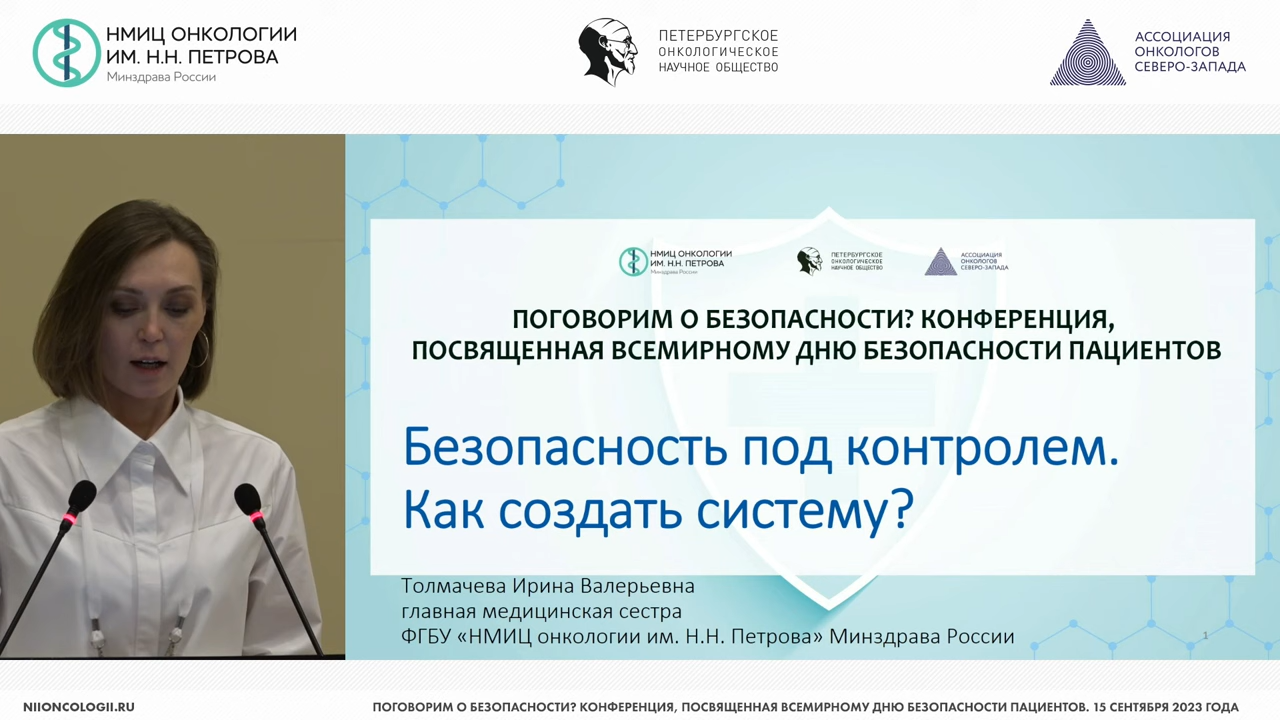 НМИЦ ОНКОЛОГИИ
ИМ. Н.Н. ПЕТРОВА
Минздрава России
ПЕТЕРБУРГСКОЕ
ОНКОЛОГИЧЕСКОЕ
НАУЧНОЕ ОБЩЕСТВО
АССОЦИАЦИЯ
ОНКОЛОГОВ
СЕВЕРО-ЗАПАДА
НМИЦ ОНКОЛОГИИ
ИМ. Н.Н. ПЕТРОВА
Минздрава России
ПЕТЕРБУРГСКОЕ
ОНКОЛОГИЧЕСКОЕ
НАУЧНОЕ ОБЩЕСТВО
АССОЦИАЦИЯ
ОНКОЛОГОВ
СЕВЕРО-ЗАПАДА
ПОГОВОРИМ О БЕЗОПАСНОСТИ? КОНФЕРЕНЦИЯ,
ПОСВЯЩЕННАЯ ВСЕМИРНОМУ ДНЮ БЕЗОПАСНОСТИ ПАЦИЕНТОВ
Безопасность под контролем.
Как создать систему?
Толмачева Ирина Валерьевна
главная медицинская сестра
ФГБУ «НМИЦ онкологии им. Н.Н. Петрова» Минздрава России
1
NIIONCOLOGII.RU
ПОГОВОРИМ О БЕЗОПАСНОСТИ? КОНФЕРЕНЦИЯ, ПОСВЯЩЕННАЯ ВСЕМИРНОМУ ДНЮ БЕЗОПАСНОСТИ ПАЦИЕНТОВ. 15 СЕНТЯБРЯ 2023 ГОДА